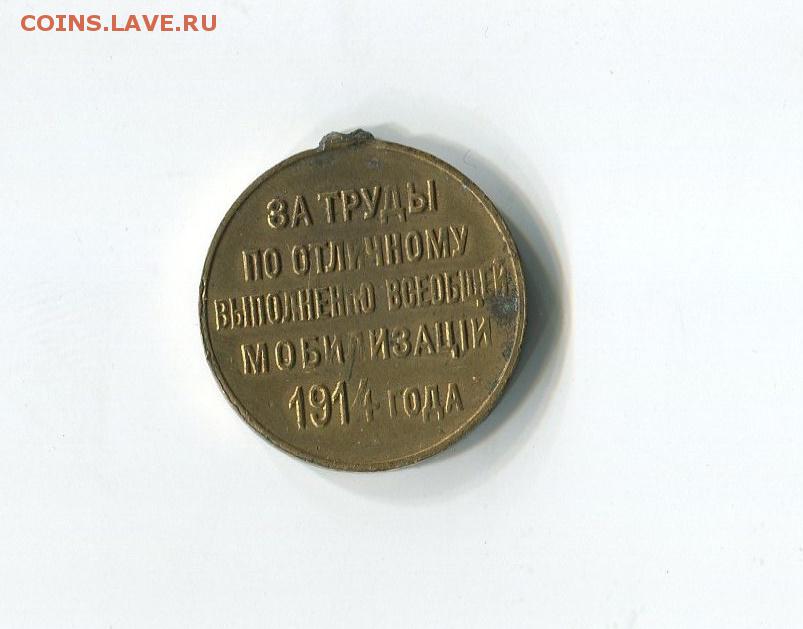 COINS.LAVE.RU
ЗА ТРУДЫ
ПО ОТЛИЧНОМУ
ВЫПОЛНЕНІЮ ВСЕОБЩЕЙ
МОБИЛИЗАЦІИ
1914 ГОДА